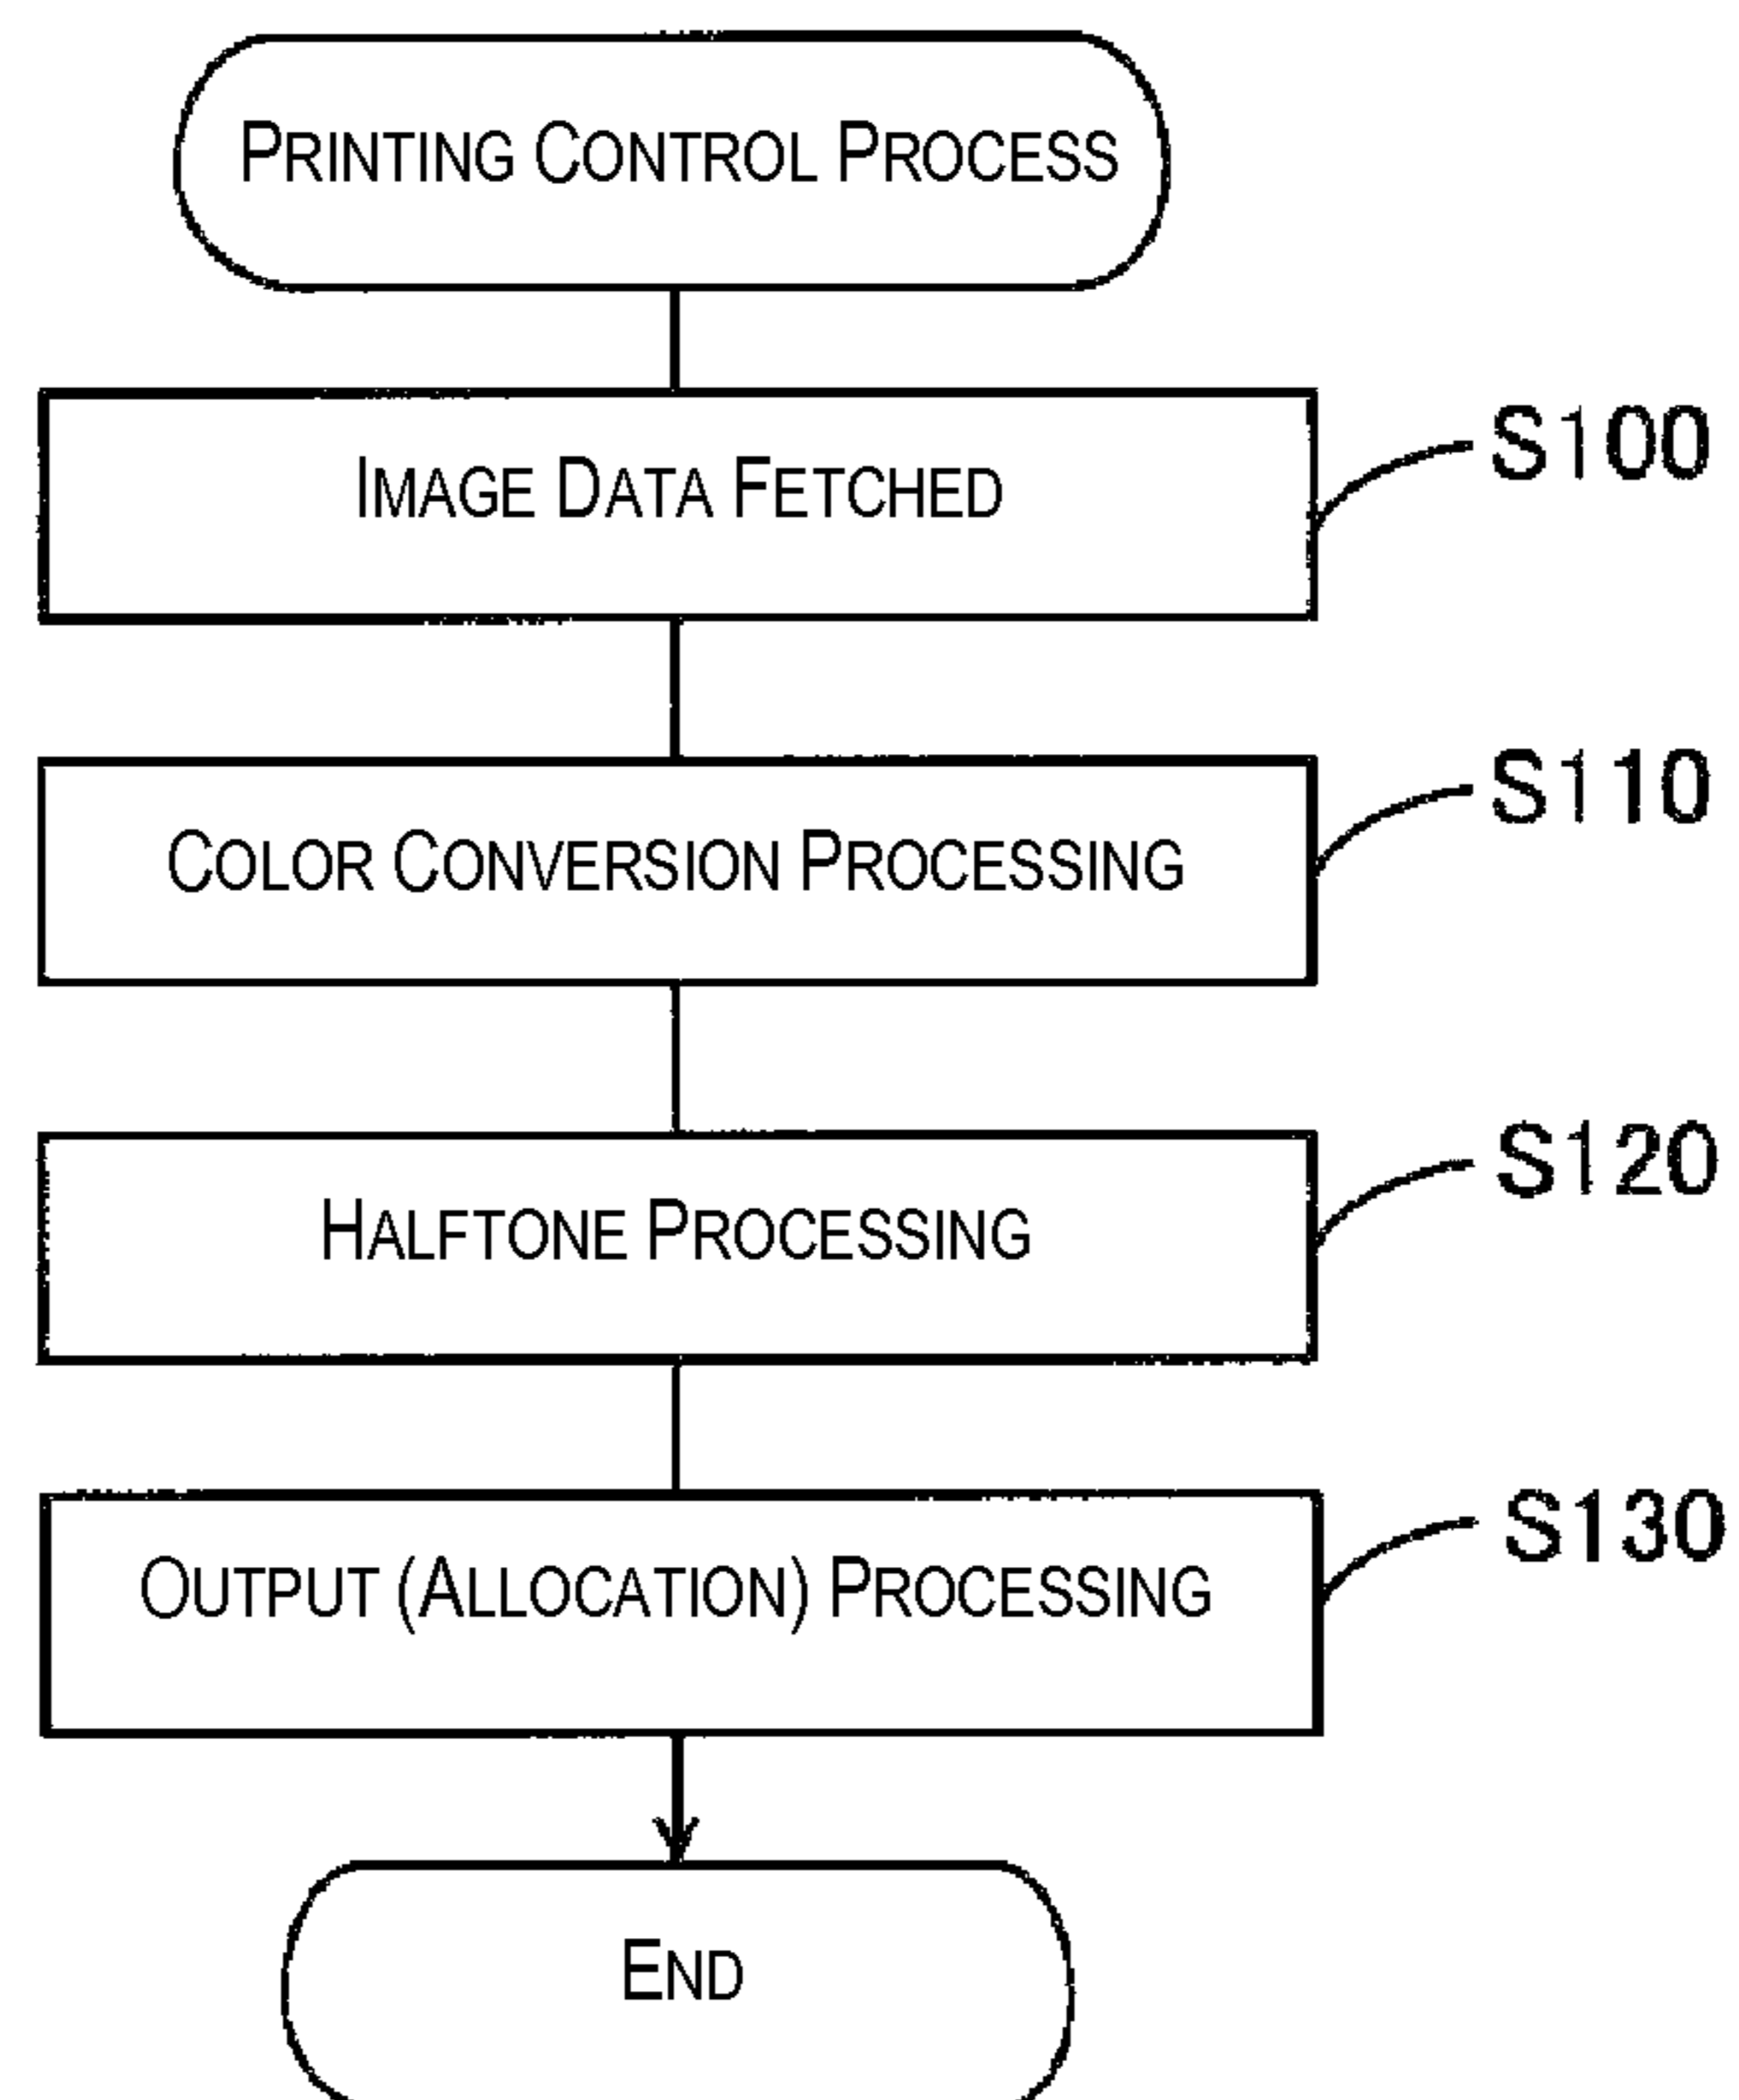 PRINTING CONTROL PROCESS
IMAGE DATA FETCHED
S100
COLOR CONVERSION PROCESSING
S110
HALFTONE PROCESSING
S120
OUTPUT (ALLOCATION) PROCESSING
S130
END